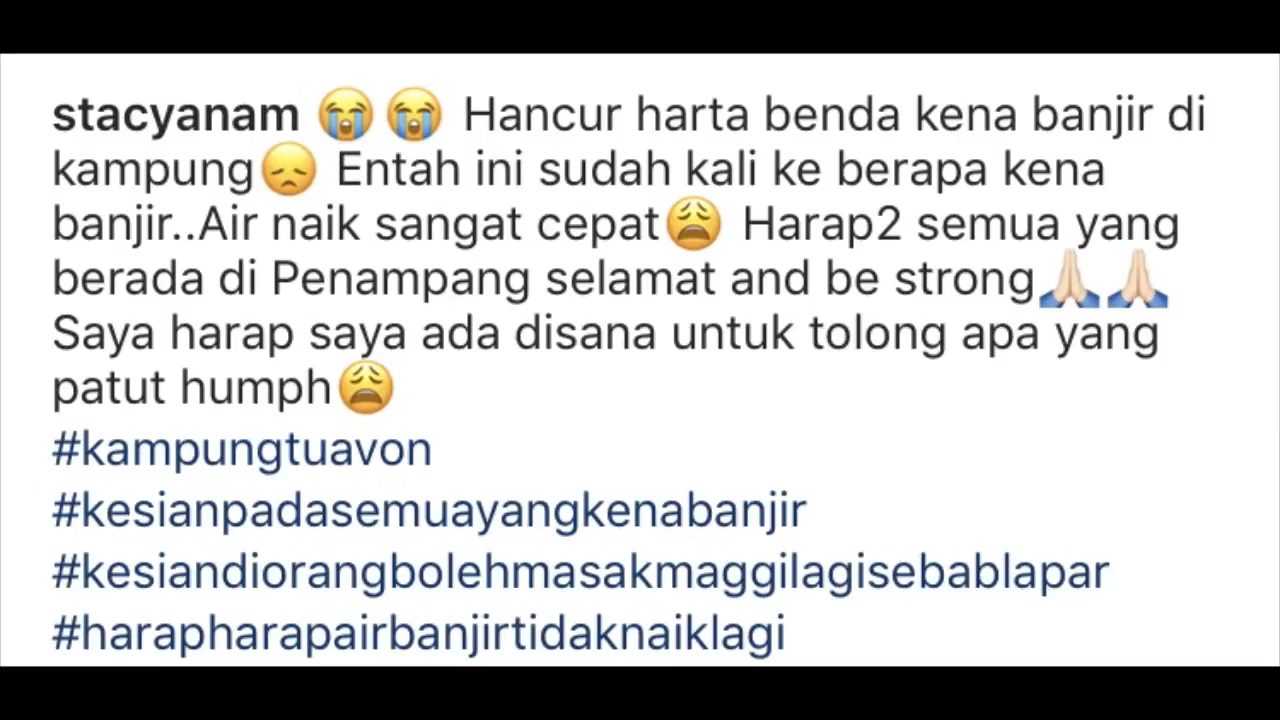 stacyanam 😭😭 Hancur harta benda kena banjir di
kampung😞 Entah ini sudah kali ke berapa kena
banjir..Air naik sangat cepat😩 Harap2 semua yang
berada di Penampang selamat and be strong🙏🏻🙏🏻
Saya harap saya ada disana untuk tolong apa yang
patut humph😩
#kampungtuavon
#kesianpadasemuayangkenabanjir
#kesiandiorangbolehmasakmaggilagisebablapar
#harapharapairbanjirtidaknaiklagi